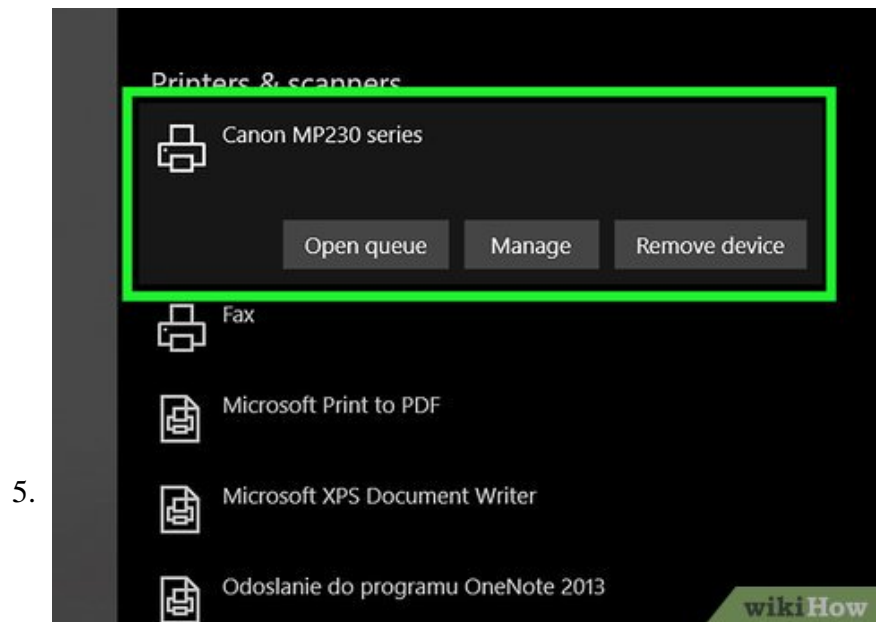 Printers & scanners
Canon MP230 series
Open queue Manage Remove device
Fax
Microsoft Print to PDF
5.
Microsoft XPS Document Writer
Odoslanie do programu OneNote 2013
wikiHow